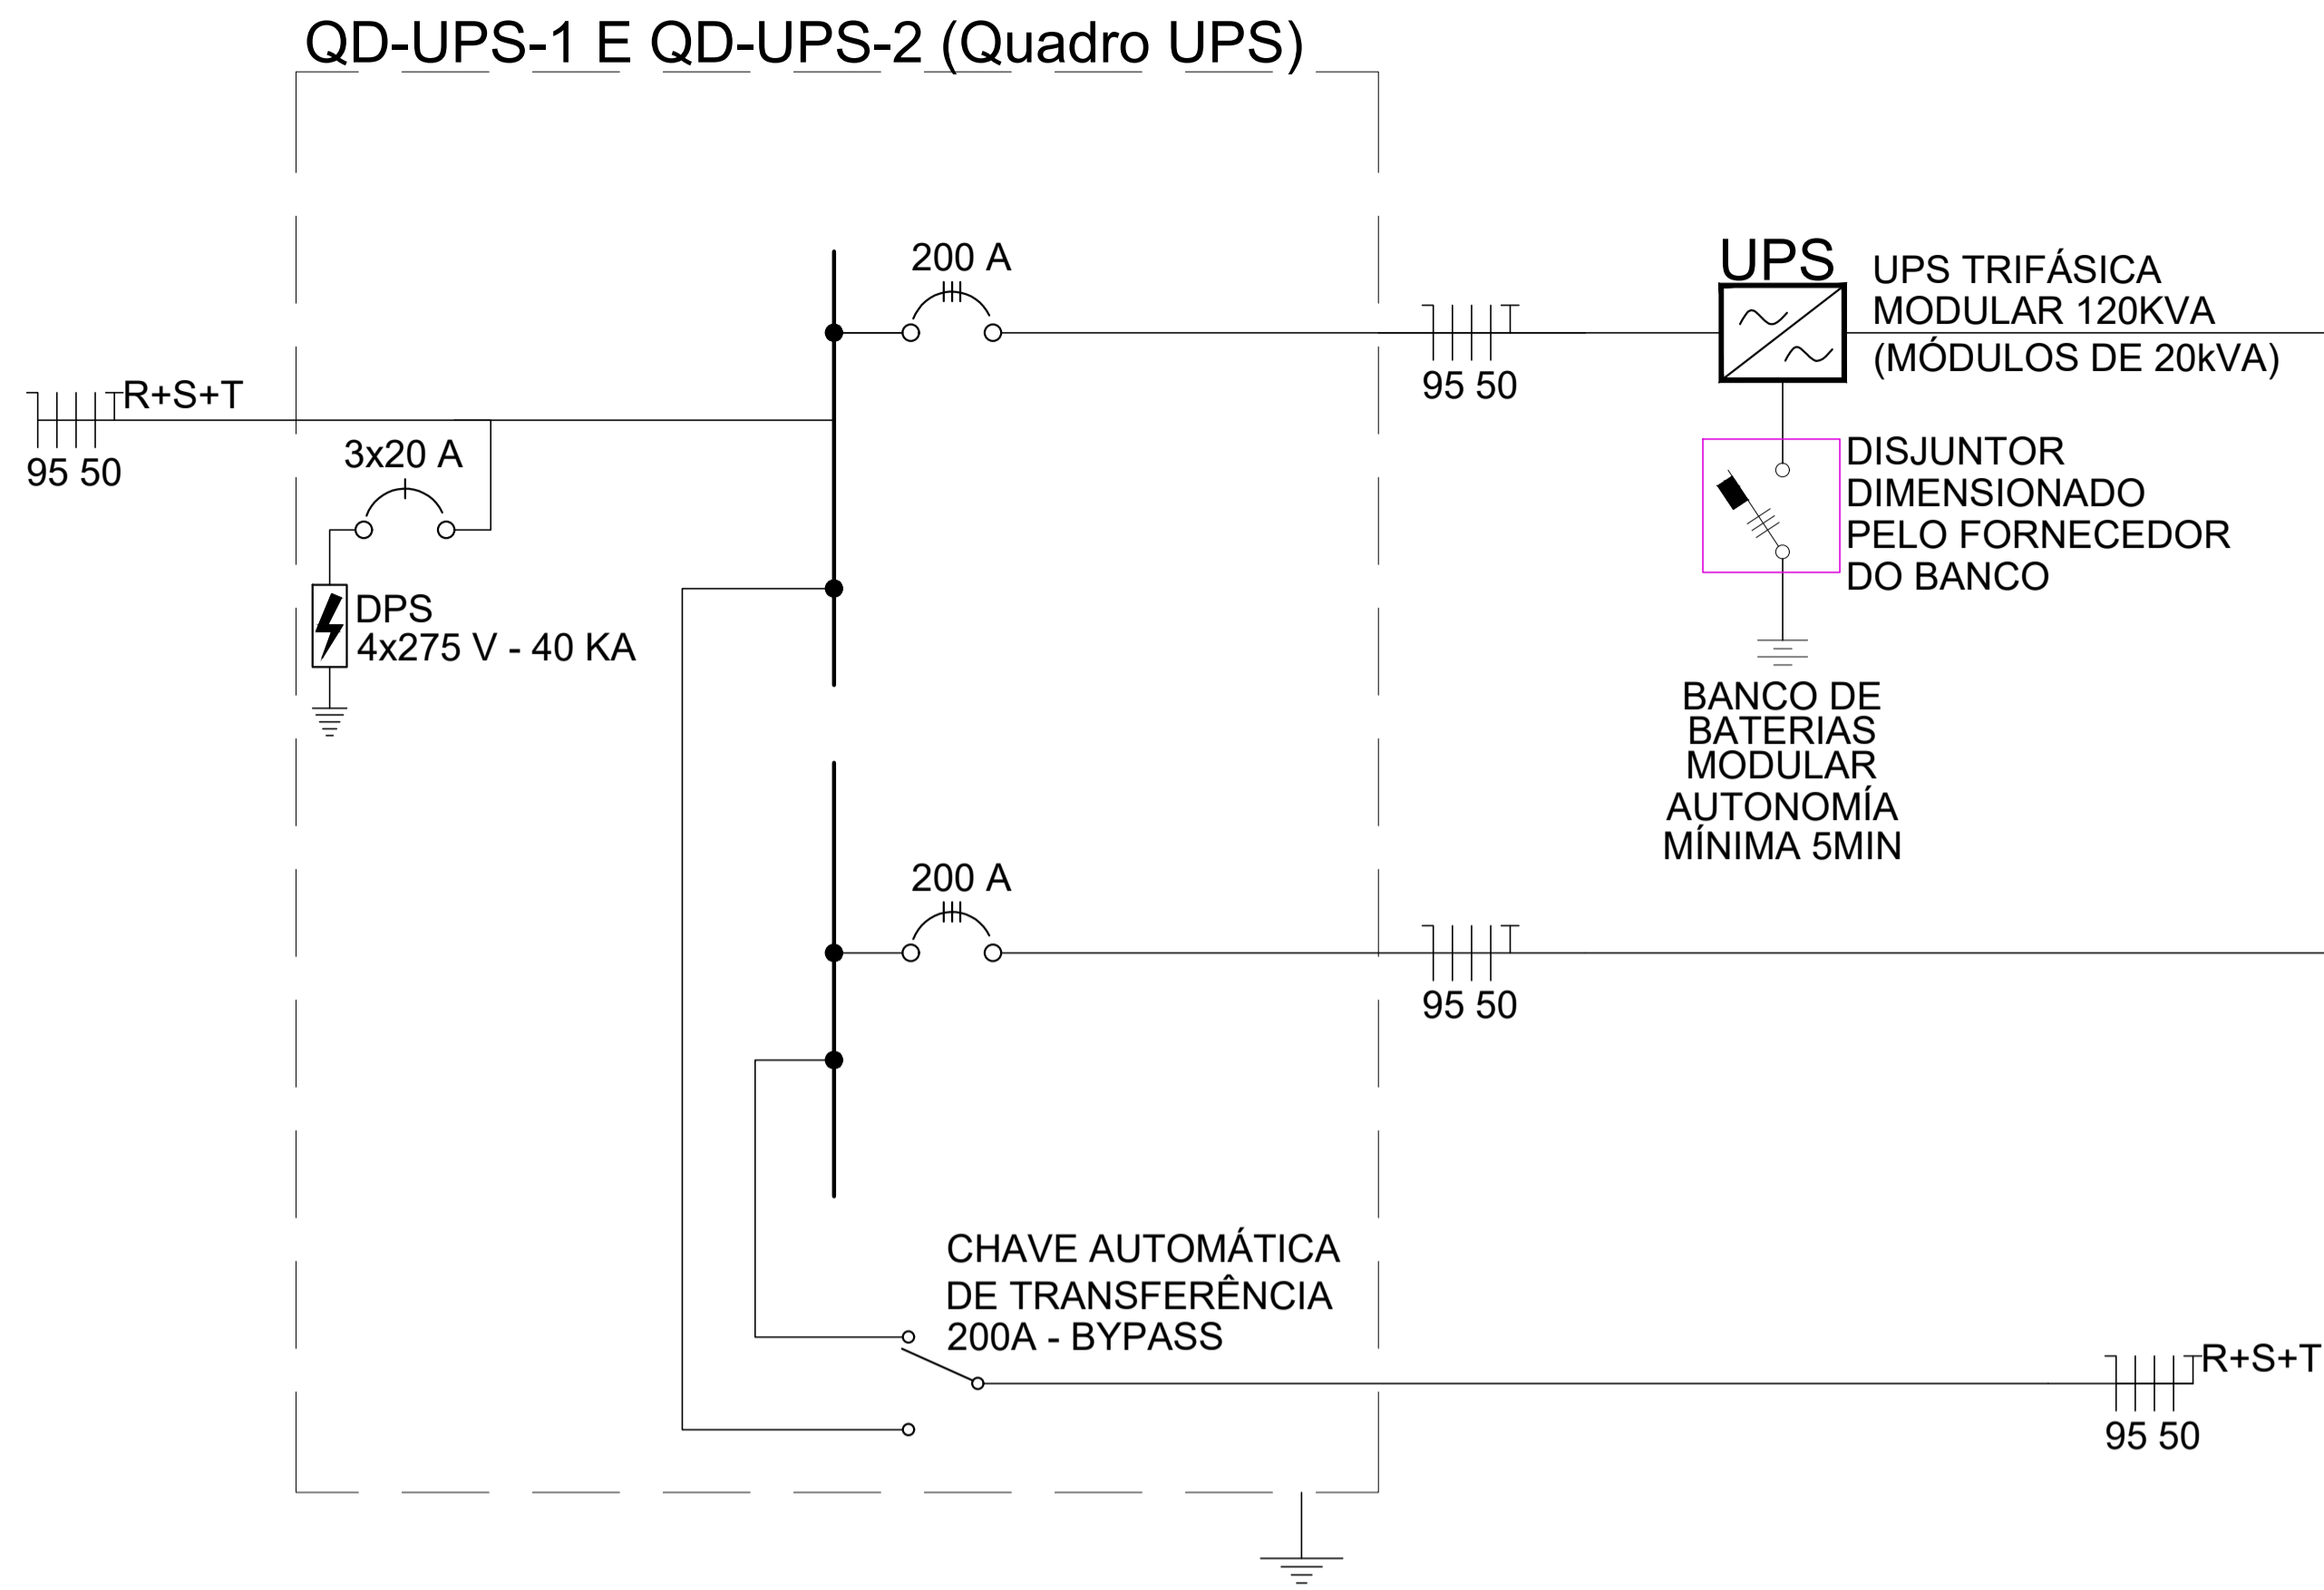 QD-UPS-1 E QD-UPS-2 (Quadro UPS)
200 A
UPS
UPS TRIFÁSICA
MODULAR 120KVA
(MÓDULOS DE 20kVA)
95 50
R+S+T
95 50
3x20 A
DISJUNTOR
DIMENSIONADO
PELO FORNECEDOR
DO BANCO
DPS
4x275 V - 40 KA
BANCO DE
BATERIAS
MODULAR
AUTONOMÍA
MÍNIMA 5MIN
200 A
95 50
CHAVE AUTOMÁTICA
DE TRANSFERÊNCIA
200A - BYPASS
R+S+T
95 50